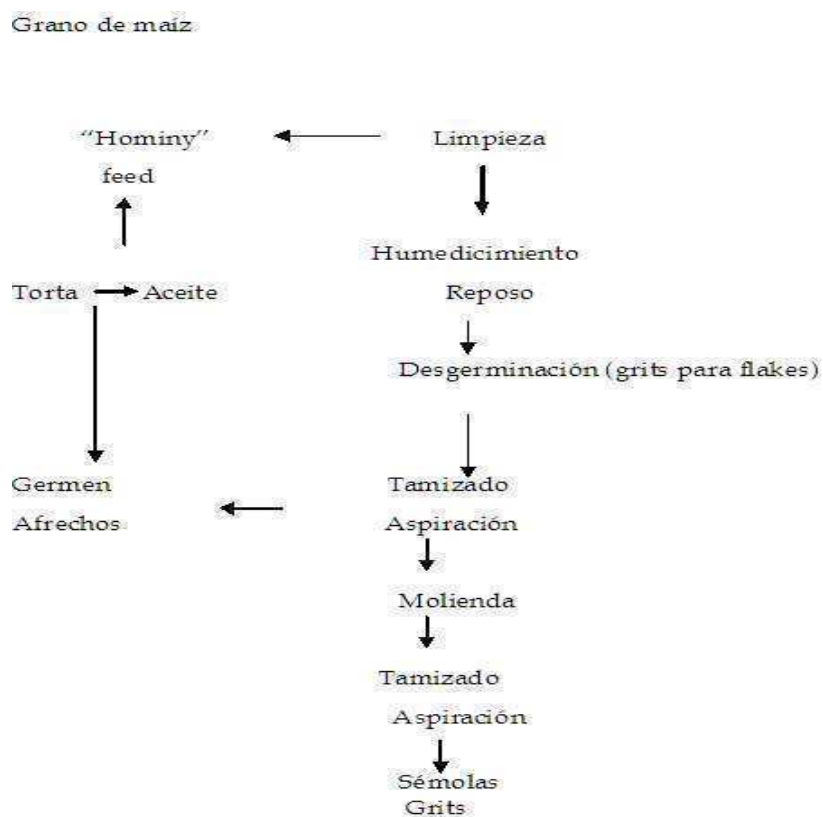 Grano de maíz
"Hominy" Limpieza
feed
Humedicimiento
Torta Aceite Reposo
Desgerminación (grits para flakes)
Germen Tamizado
Afrechos Aspiración
Molienda
Tamizado
Aspiración
Sémolas
Grits